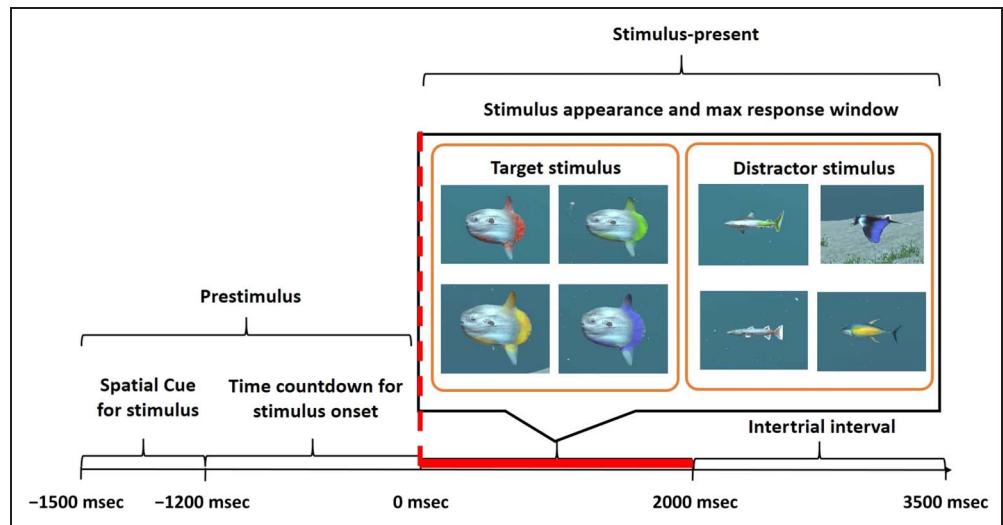 Stimulus-present
Stimulus appearance and max response window
Target stimulus
Distractor stimulus
Prestimulus
Spatial Cue
for stimulus
Time countdown for
stimulus onset
Intertrial interval
−1500 msec
−1200 msec
0 msec
2000 msec
3500 msec